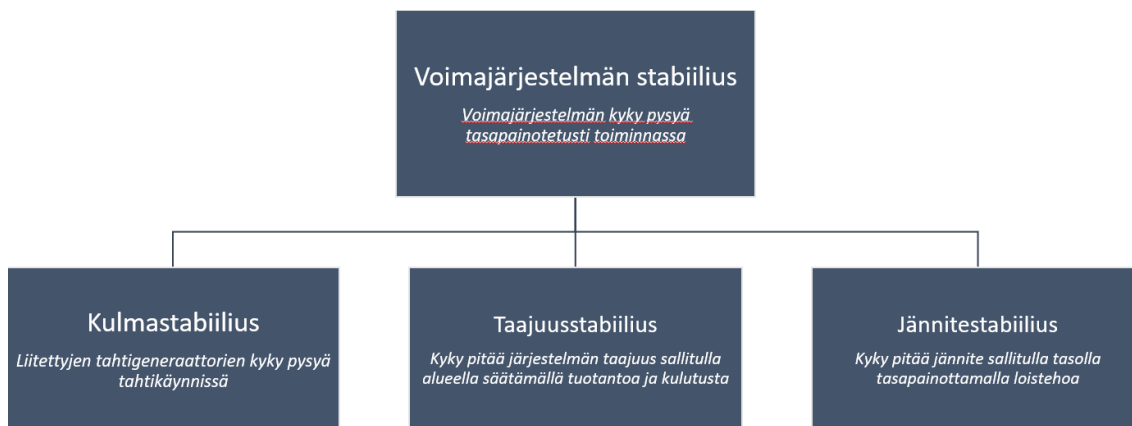 Voimajärjestelmän stabiilius
Voimajärjestelmän kyky pysyä
tasapainotetusti toiminnassa
Kulmastabiilius
Liitettyjen tahtigeneraattorien kyky pysyä
tahtikäynnissä
Taajuusstabiilius
Kyky pitää järjestelmän taajuus sallitulla
alueella säätämällä tuotantoa ja kulutusta
Jännitestabiilius
Kyky pitää jännite sallitulla tasolla
tasapainottamalla loistehoa